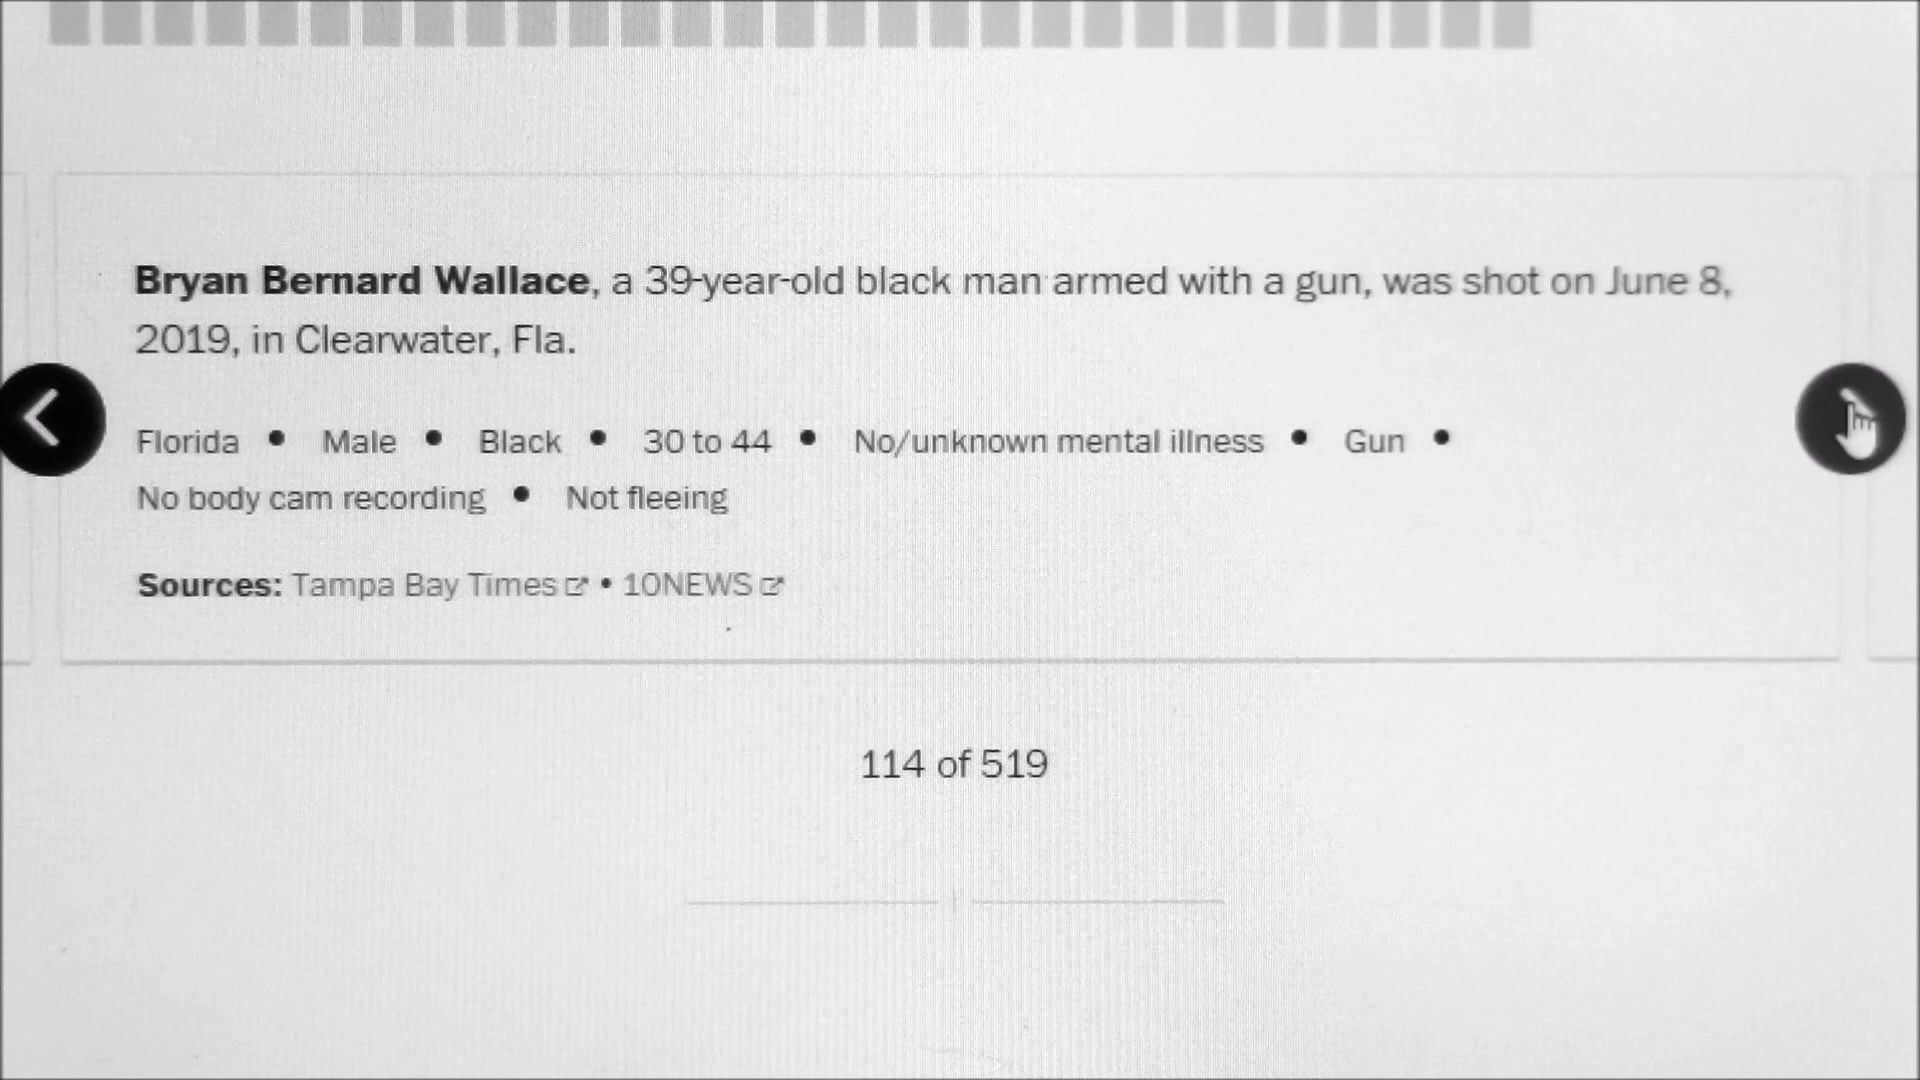 Bryan Bernard Wallace, a 39-year-old black man armed with a gun, was shot on June 8,
2019, in Clearwater, Fla.
Florida • Male • Black • 30 to 44 • No/unknown mental illness • Gun •
No body cam recording • Not fleeing
Sources: Tampa Bay Times • 10NEWS
114 of 519